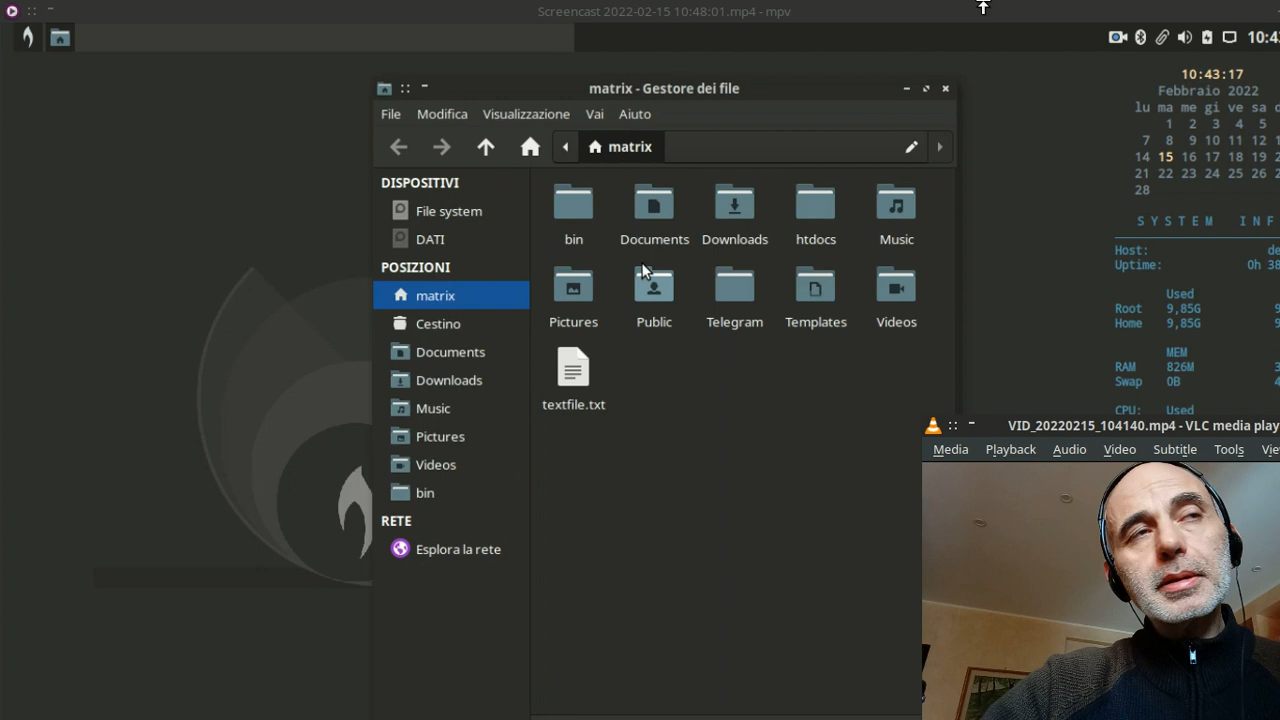 Screencast 2022-02-15 10:48:01.mp4 - mpv
10:43:17
Febbraio 2022
lu ma me gi ve sa
1 2 3 4 5
7 8 9 10 11 12
14 15 16 17 18 19
21 22 23 24 25 26
28
SYSTEM INF
Host: de
Uptime: 0h 38
Used
Root 9,85G
Home 9,85G
MEM
RAM 826M
Swap 0B
CPU: Used
matrix - Gestore dei file
File Modifica Visualizzazione Vai Aiuto
matrix
DISPOSITIVI
File system
DATI
POSIZIONI
matrix
Cestino
Documents
Downloads
Music
Pictures
Videos
bin
RETE
Esplora la rete
bin Documents Downloads htdocs Music
Pictures Public Telegram Templates Videos
textfile.txt
VID_20220215_104140.mp4 - VLC media play
Media Playback Audio Video Subtitle Tools